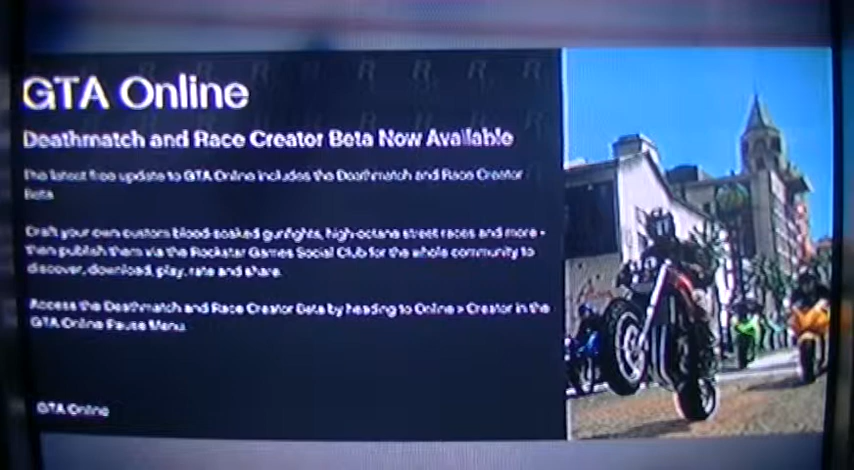 GTA Online
Deathmatch and Race Creator Beta Now Available
The latest free update to GTA Online includes the Deathmatch and Race Creator
Beta
Craft your own custom blood-soaked gunfights, high-octane street races and more -
then publish them via the Rockstar Games Social Club for the whole community to
discover, download, play, rate and share.
Access the Deathmatch and Race Creator Beta by heading to Online > Creator in the
GTA Online Pause Menu.
GTA Online